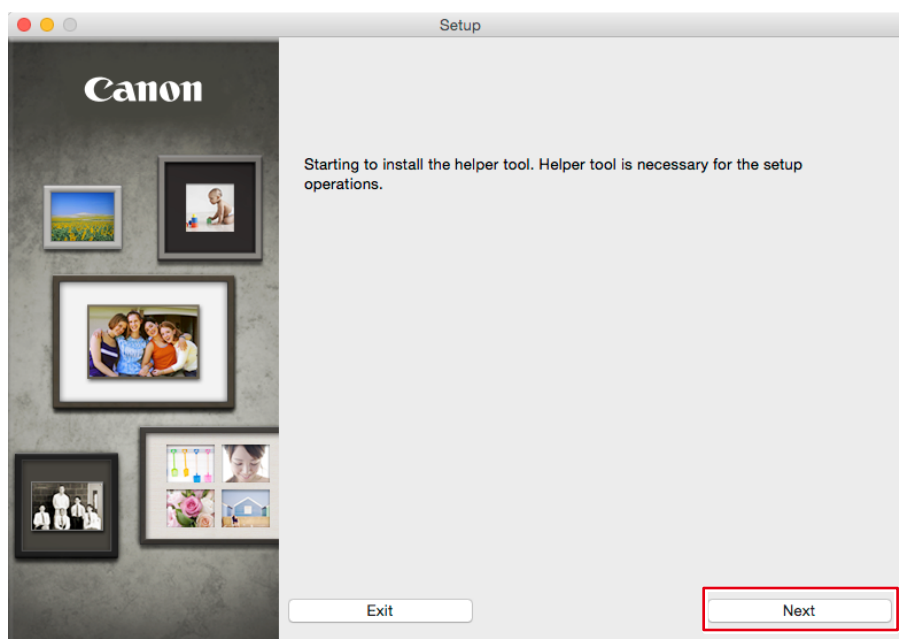 Setup
Canon
Starting to install the helper tool. Helper tool is necessary for the setup
operations.
Exit
Next